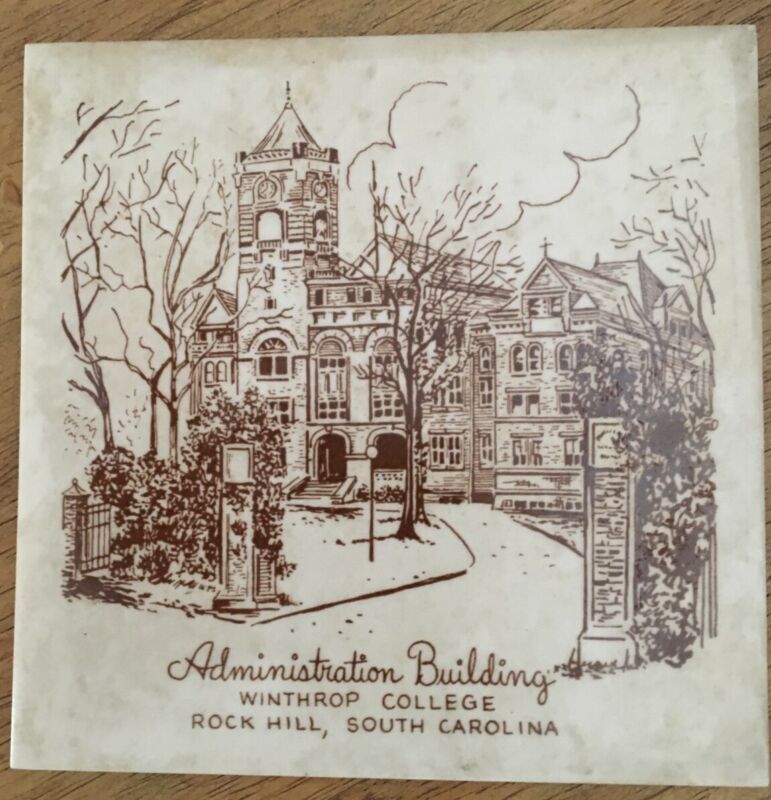 Administration Building
WINTHROP COLLEGE
ROCK HILL, SOUTH CAROLINA